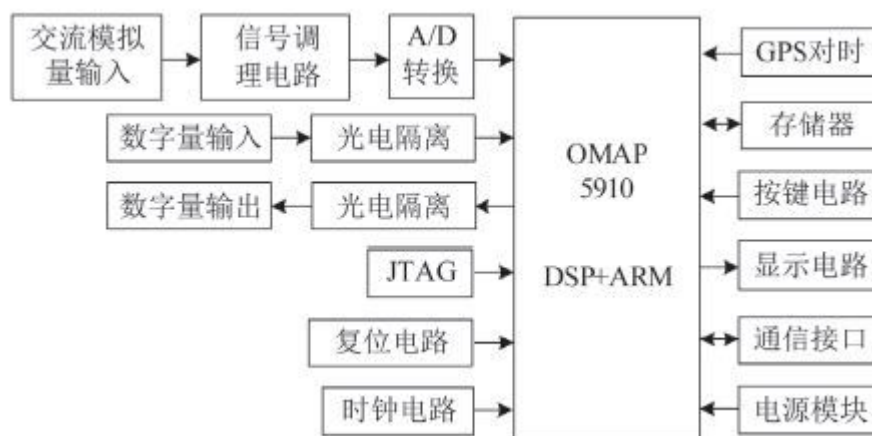 交流模拟
量输入
信号调
理电路
A/D
转换
数字量输入
光电隔离
数字量输出
光电隔离
JTAG
复位电路
时钟电路
OMAP
5910
DSP+ARM
GPS对时
存储器
按键电路
显示电路
通信接口
电源模块